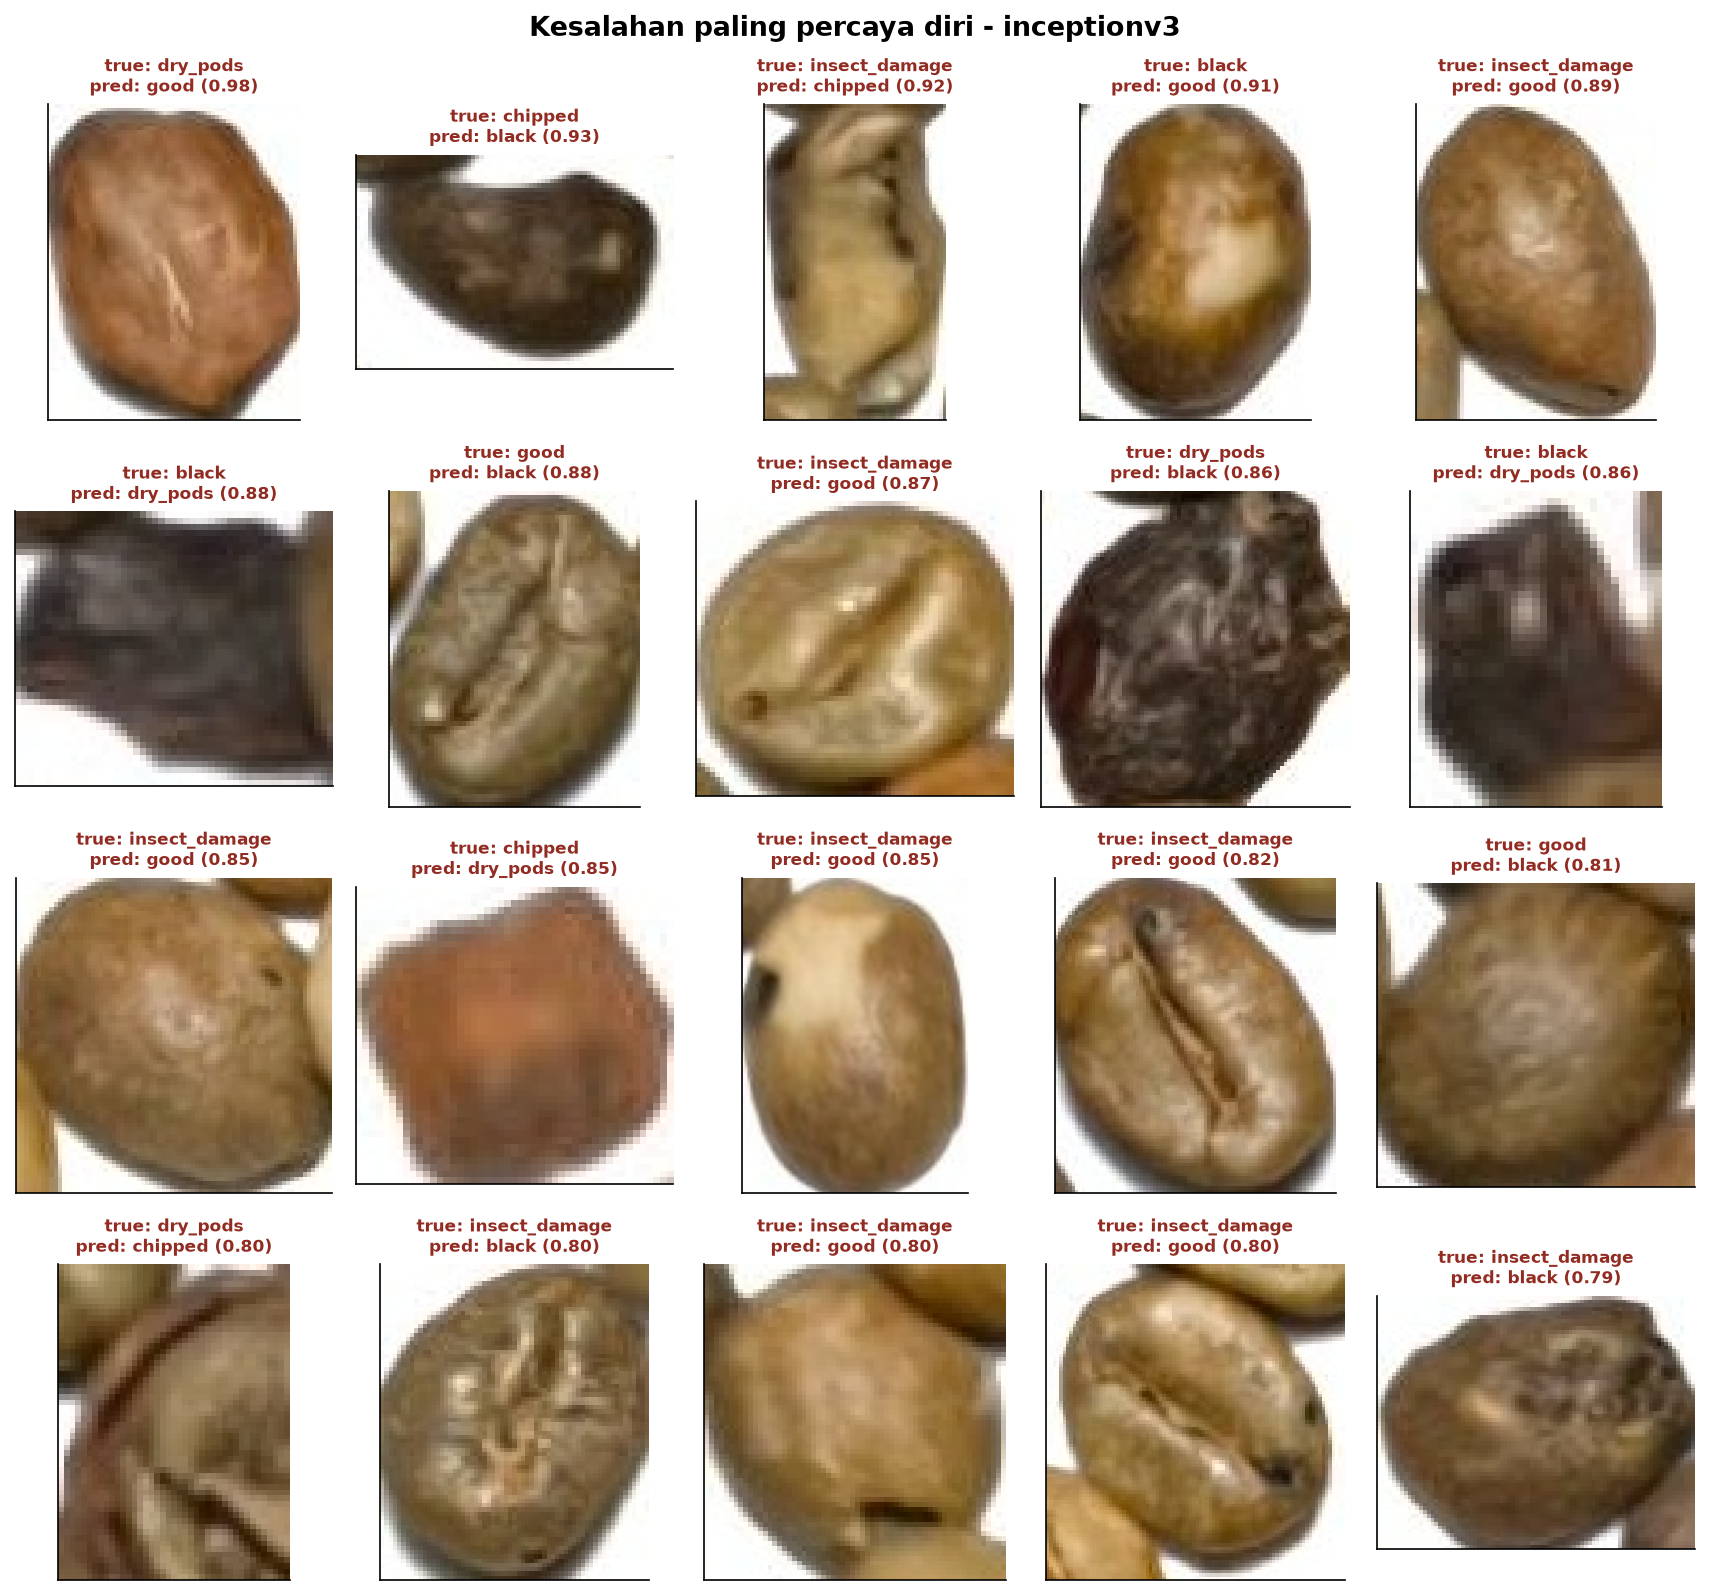 Kesalahan paling percaya diri - inceptionv3
true: dry_pods
pred: good (0.98)
true: chipped
pred: black (0.93)
true: insect_damage
pred: chipped (0.92)
true: black
pred: good (0.91)
true: insect_damage
pred: good (0.89)
true: black
pred: dry_pods (0.88)
true: good
pred: black (0.88)
true: insect_damage
pred: good (0.87)
true: dry_pods
pred: black (0.86)
true: black
pred: dry_pods (0.86)
true: insect_damage
pred: good (0.85)
true: chipped
pred: dry_pods (0.85)
true: insect_damage
pred: good (0.85)
true: insect_damage
pred: good (0.82)
true: good
pred: black (0.81)
true: dry_pods
pred: chipped (0.80)
true: insect_damage
pred: black (0.80)
true: insect_damage
pred: good (0.80)
true: insect_damage
pred: good (0.80)
true: insect_damage
pred: black (0.79)